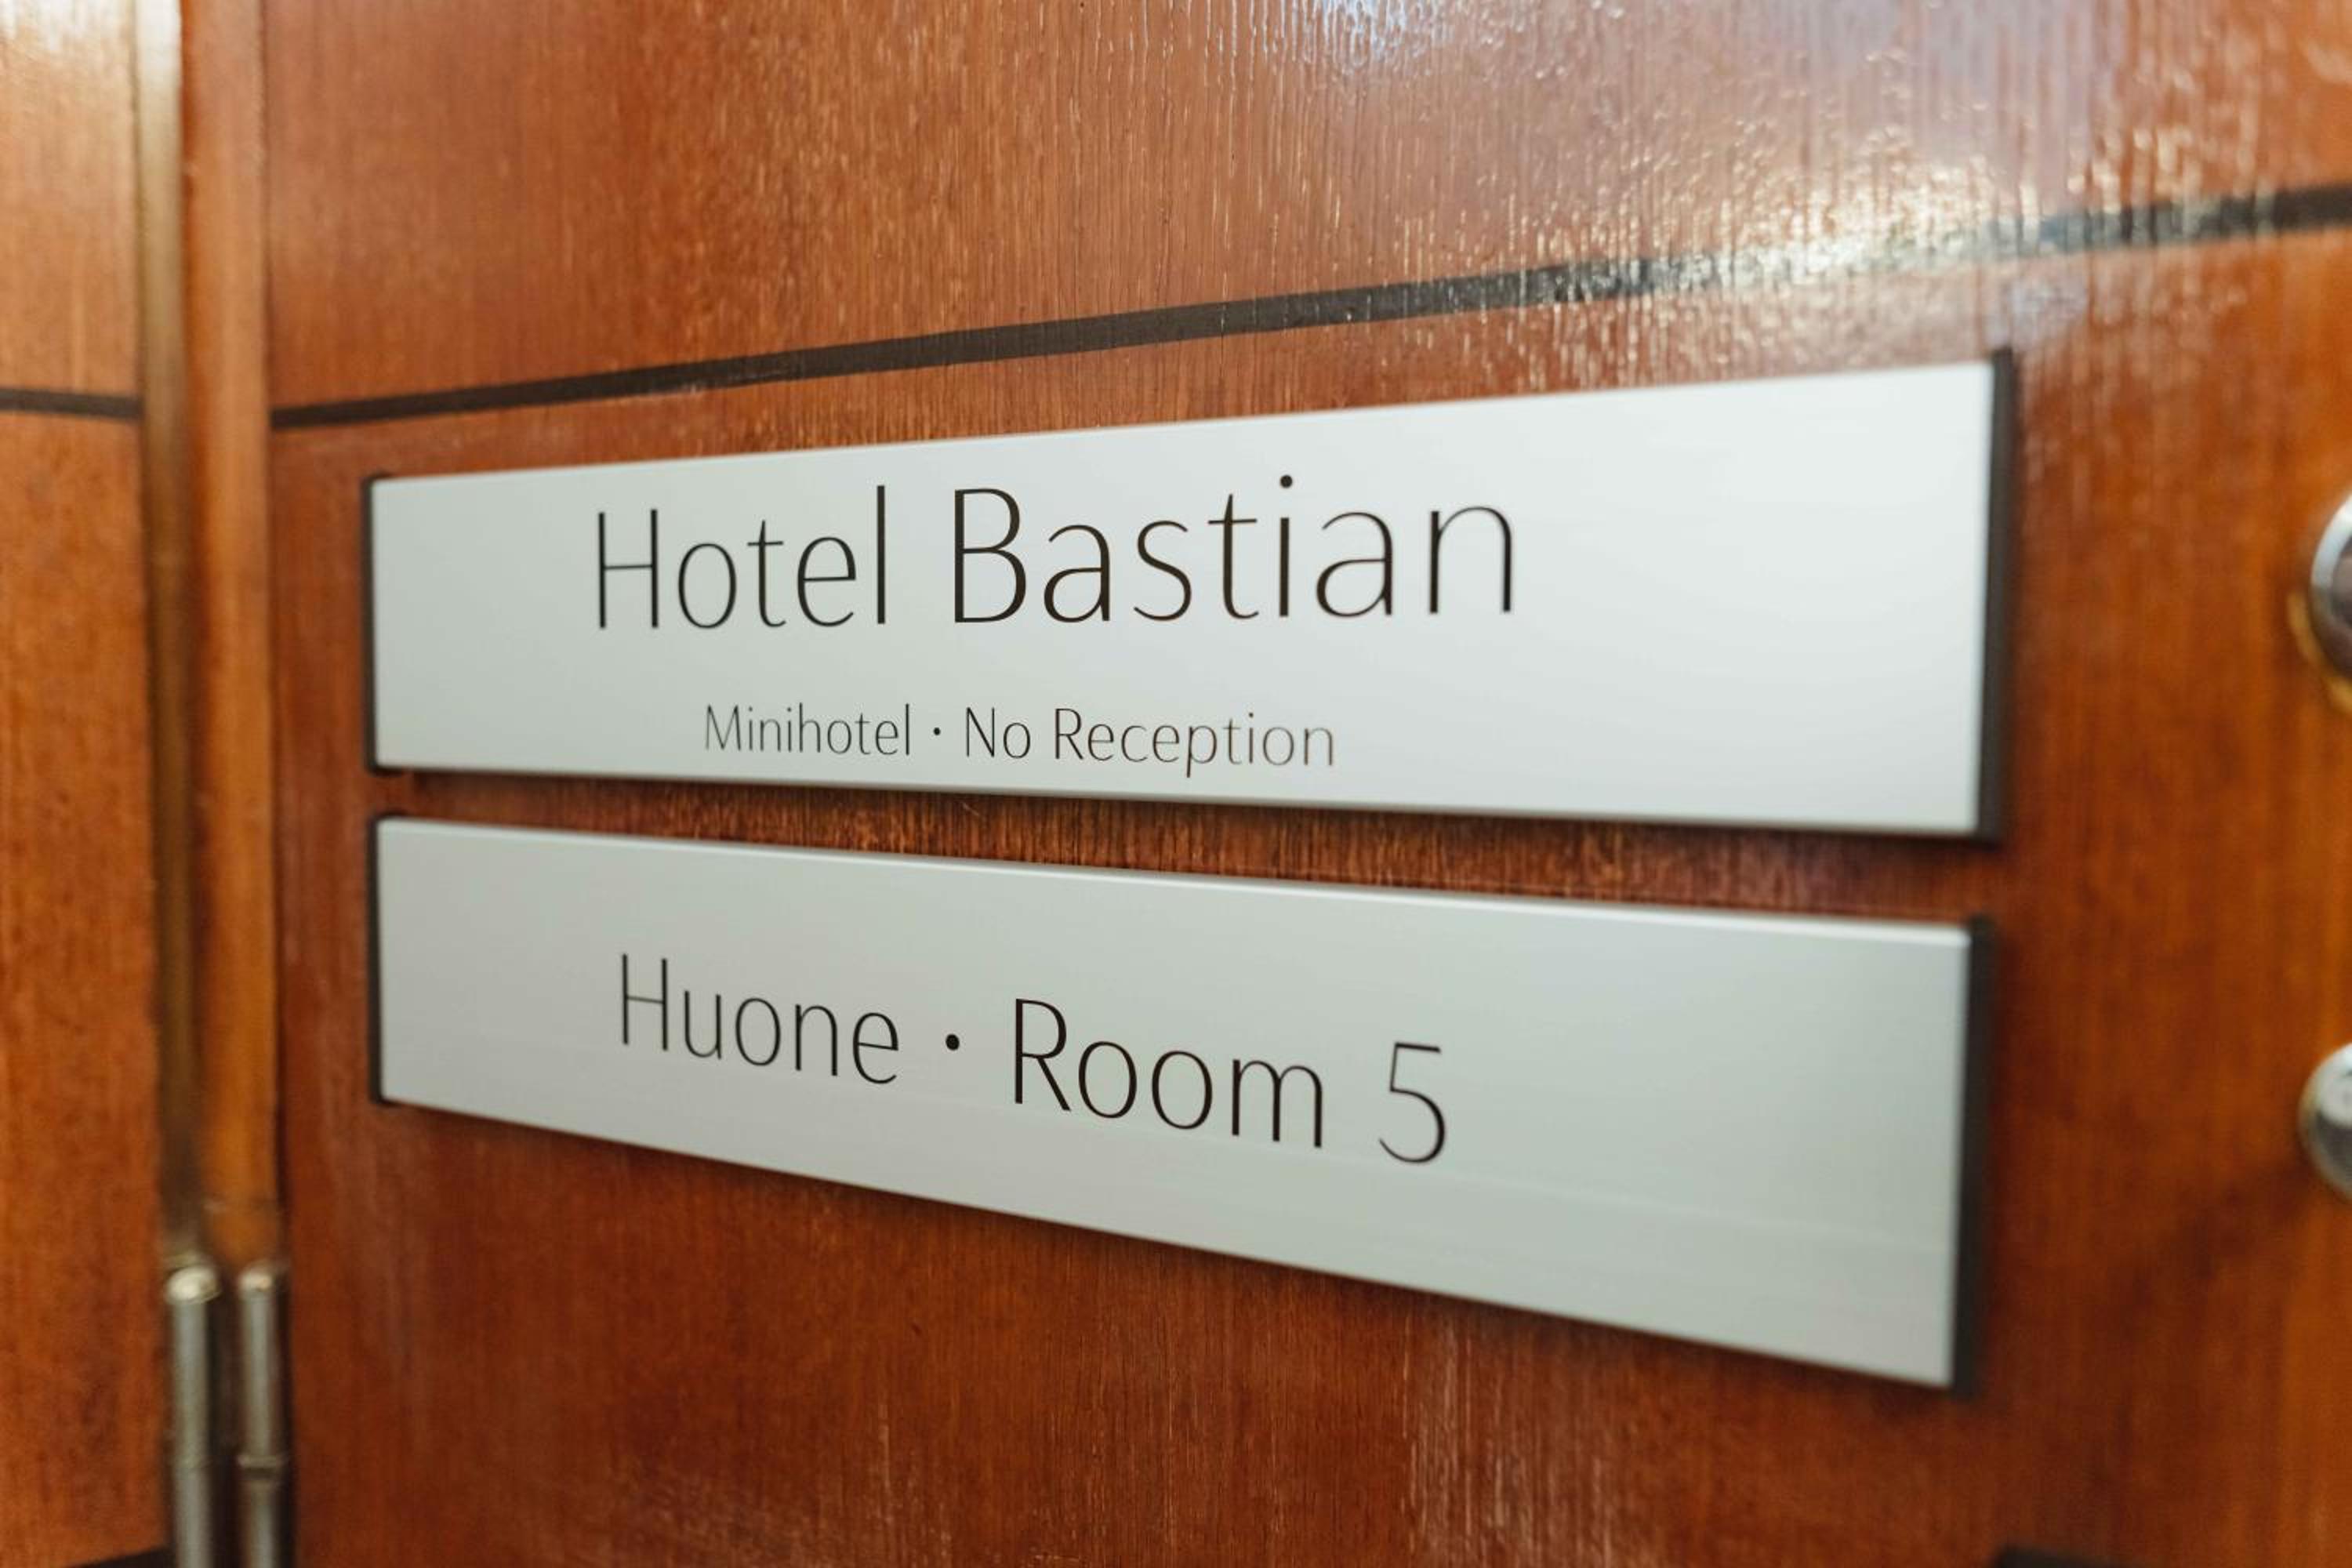 Hotel Bastian
Minihotel · No Reception
Huone · Room 5